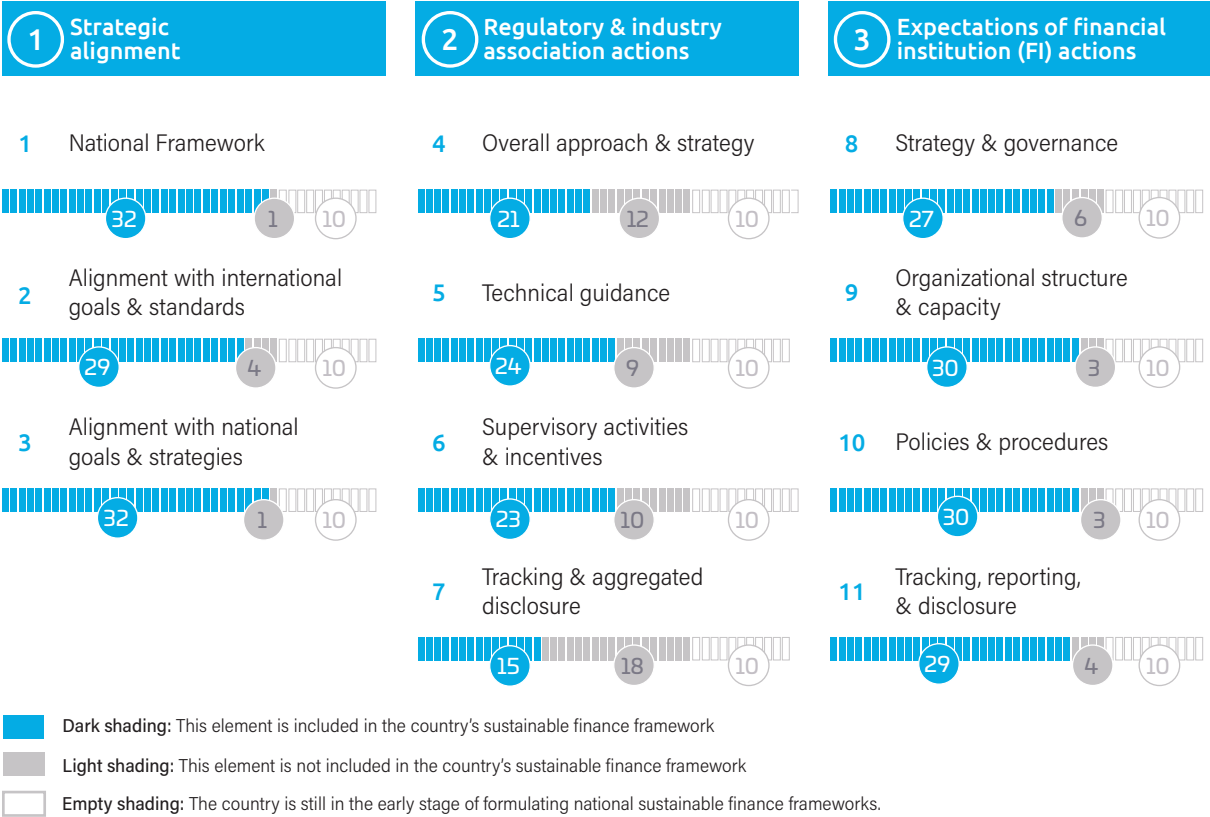 1
Strategic
alignment
1 National Framework
32 1 10
2
Alignment with international
goals & standards
29 4 10
3
Alignment with national
goals & strategies
32 1 10
2
Regulatory & industry
association actions
4 Overall approach & strategy
21 12 10
5 Technical guidance
24 9 10
6
Supervisory activities
& incentives
23 10 10
7
Tracking & aggregated
disclosure
15 18 10
3
Expectations of financial
institution (FI) actions
8 Strategy & governance
27 6 10
9
Organizational structure
& capacity
30 3 10
10 Policies & procedures
30 3 10
11
Tracking, reporting,
& disclosure
29 4 10
Dark shading: This element is included in the country's sustainable finance framework
Light shading: This element is not included in the country's sustainable finance framework
Empty shading: The country is still in the early stage of formulating national sustainable finance frameworks.